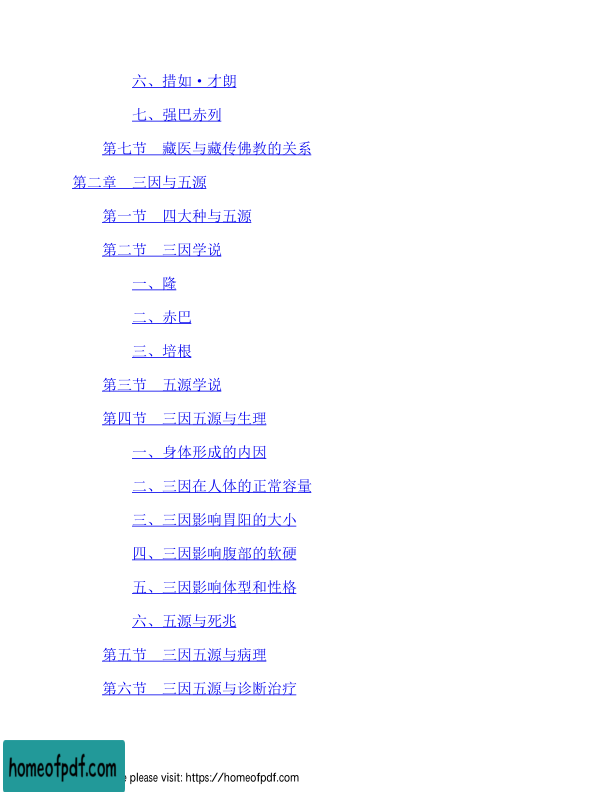 六、措如·才朗
七、强巴赤列
第七节　藏医与藏传佛教的关系
第二章　三因与五源
第一节　四大种与五源
第二节　三因学说
一、隆
二、赤巴
三、培根
第三节　五源学说
第四节　三因五源与生理
一、身体形成的内因
二、三因在人体的正常容量
三、三因影响胃阳的大小
四、三因影响腹部的软硬
五、三因影响体型和性格
六、五源与死兆
第五节　三因五源与病理
第六节　三因五源与诊断治疗
homeofpdf.com
please visit: https://homeofpdf.com